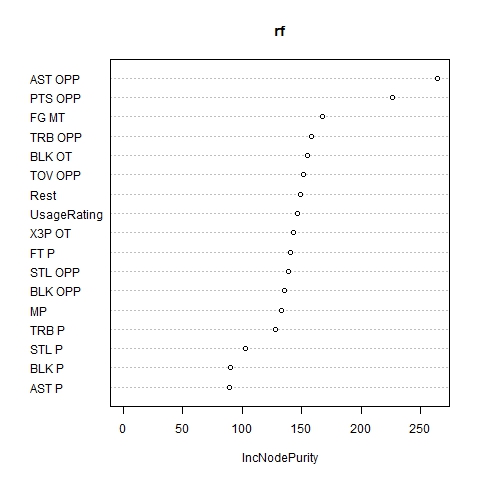 rf
AST OPP
PTS OPP
FG MT
TRB OPP
BLK OT
TOV OPP
Rest
UsageRating
X3P OT
FT P
STL OPP
BLK OPP
MP
TRB P
STL P
BLK P
AST P
0 50 100 150 200 250
IncNodePurity